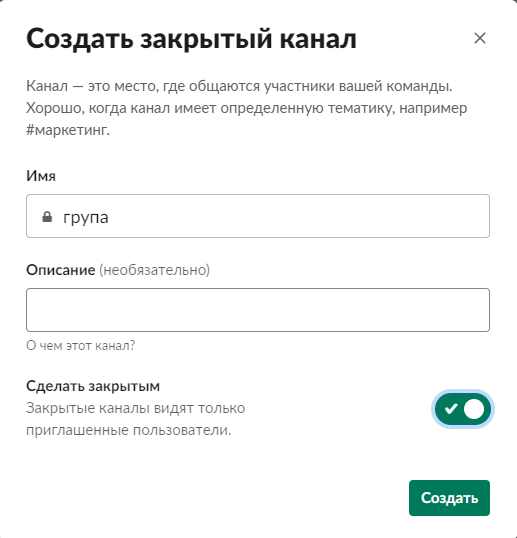 Создать закрытый канал
Канал — это место, где общаются участники вашей команды.
Хорошо, когда канал имеет определенную тематику, например
#маркетинг.
Имя
група
Описание (необязательно)
О чем этот канал?
Сделать закрытым
Закрытые каналы видят только
приглашенные пользователи.
Создать